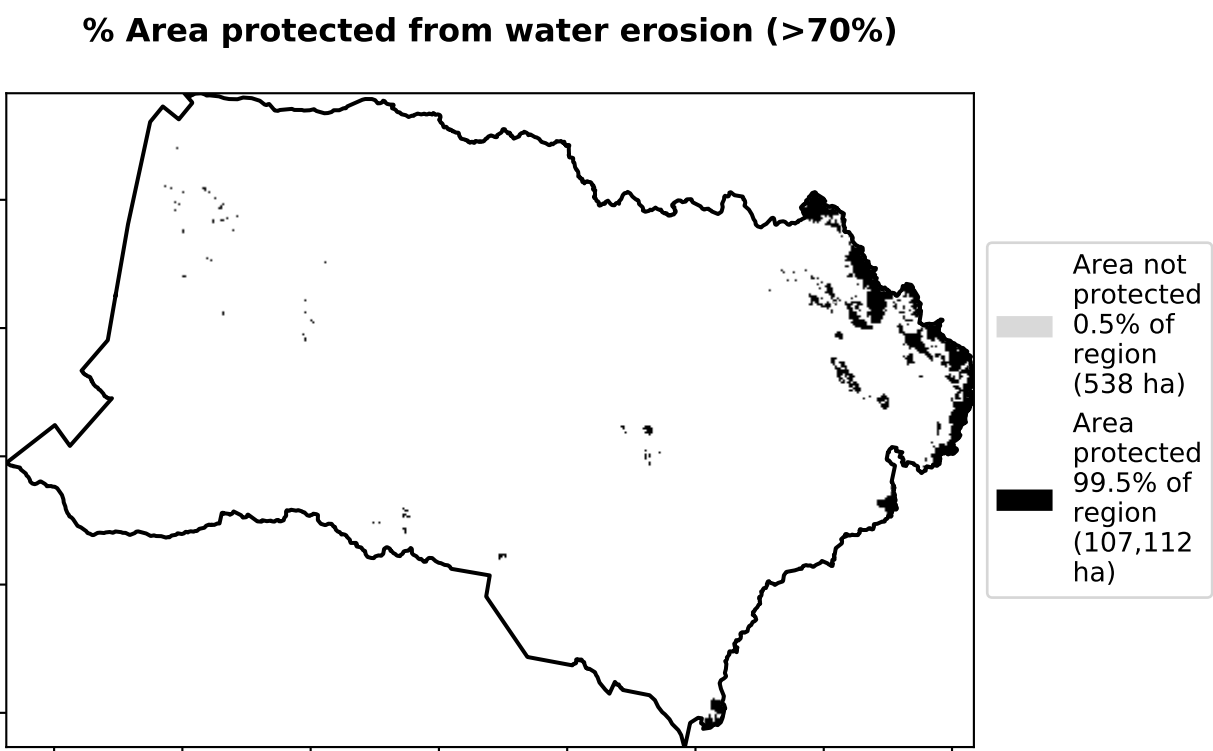 % Area protected from water erosion (>70%)
Area not
protected
0.5% of
region
(538 ha)
Area
protected
99.5% of
region
(107,112
ha)